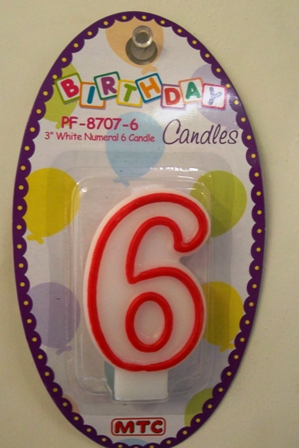 BIRTHDAY
PF-8707-6
3" White Numeral 6 Candle
Candles
6
MTC